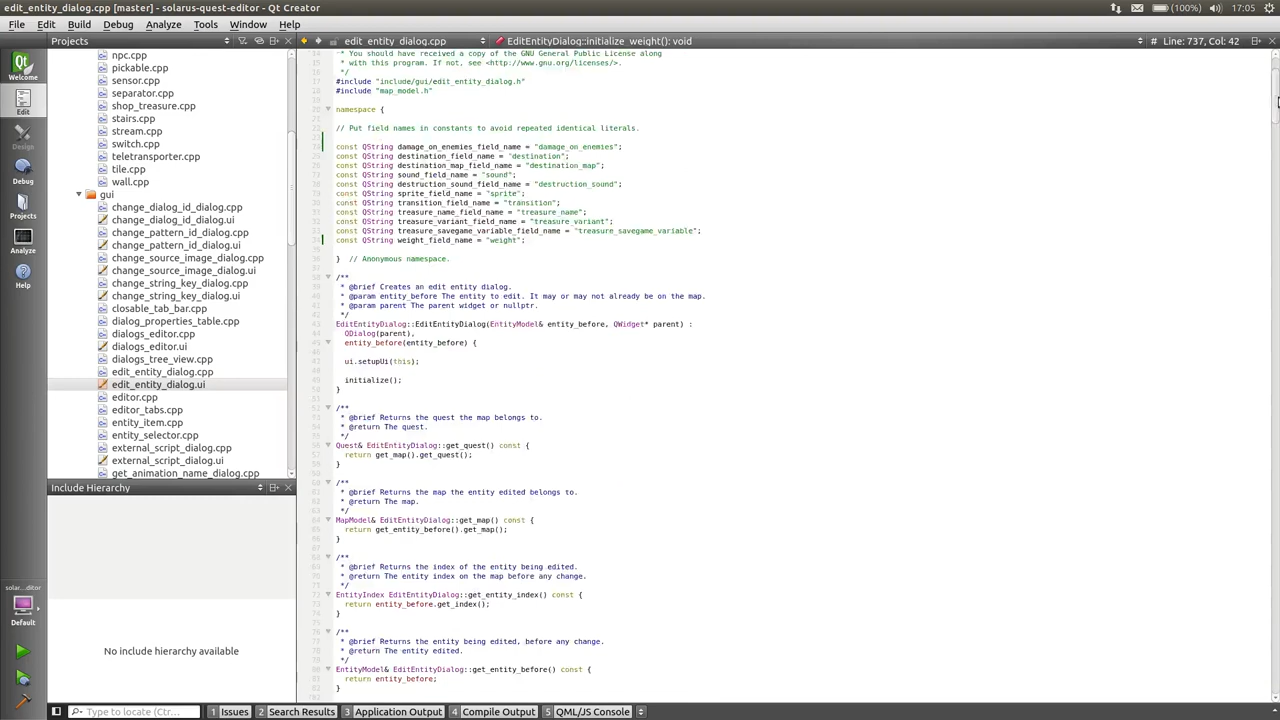 edit_entity_dialog.cpp [master] - solarus-quest-editor - Qt Creator
(100%) 17:05
File Edit Build Debug Analyze Tools Window Help
Projects
edit_entity_dialog.cpp
EditEntityDialog::initialize_weight(): void
# Line: 737, Col: 42
Welcome
Edit
Design
Debug
Projects
Analyze
Help
solar...ditor
Default
npc.cpp
pickable.cpp
sensor.cpp
separator.cpp
shop_treasure.cpp
stairs.cpp
stream.cpp
switch.cpp
teletransporter.cpp
tile.cpp
wall.cpp
gui
change_dialog_id_dialog.cpp
change_dialog_id_dialog.ui
change_pattern_id_dialog.cpp
change_pattern_id_dialog.ui
change_source_image_dialog.cpp
change_source_image_dialog.ui
change_string_key_dialog.cpp
change_string_key_dialog.ui
closable_tab_bar.cpp
dialog_properties_table.cpp
dialogs_editor.cpp
dialogs_editor.ui
dialogs_tree_view.cpp
edit_entity_dialog.cpp
edit_entity_dialog.ui
editor.cpp
editor_tabs.cpp
entity_item.cpp
entity_selector.cpp
external_script_dialog.cpp
external_script_dialog.ui
get_animation_name_dialog.cpp
Include Hierarchy
No include hierarchy available
* You should have received a copy of the GNU General Public License along
* with this program. If not, see <http://www.gnu.org/licenses/>.
*/
#include "include/gui/edit_entity_dialog.h"
#include "map_model.h"
namespace {
// Put field names in constants to avoid repeated identical literals.
const QString damage_on_enemies_field_name = "damage_on_enemies";
const QString destination_field_name = "destination";
const QString destination_map_field_name = "destination_map";
const QString sound_field_name = "sound";
const QString destruction_sound_field_name = "destruction_sound";
const QString sprite_field_name = "sprite";
const QString transition_field_name = "transition";
const QString treasure_name_field_name = "treasure_name";
const QString treasure_variant_field_name = "treasure_variant";
const QString treasure_savegame_variable_field_name = "treasure_savegame_variable";
const QString weight_field_name = "weight";
} // Anonymous namespace.
/**
* @brief Creates an edit entity dialog.
* @param entity_before The entity to edit. It may or may not already be on the map.
* @param parent The parent widget or nullptr.
*/
EditEntityDialog::EditEntityDialog(EntityModel& entity_before, QWidget* parent) :
QDialog(parent),
entity_before(entity_before) {
ui.setupUi(this);
initialize();
}
/**
* @brief Returns the quest the map belongs to.
* @return The quest.
*/
Quest& EditEntityDialog::get_quest() const {
return get_map().get_quest();
}
/**
* @brief Returns the map the entity edited belongs to.
* @return The map.
*/
MapModel& EditEntityDialog::get_map() const {
return get_entity_before().get_map();
}
/**
* @brief Returns the index of the entity being edited.
* @return The entity index on the map before any change.
*/
EntityIndex EditEntityDialog::get_entity_index() const {
return entity_before.get_index();
}
/**
* @brief Returns the entity being edited, before any change.
* @return The entity edited.
*/
EntityModel& EditEntityDialog::get_entity_before() const {
return entity_before;
}
Type to locate (Ctr...
1 Issues 2 Search Results 3 Application Output 4 Compile Output 5 QML/JS Console